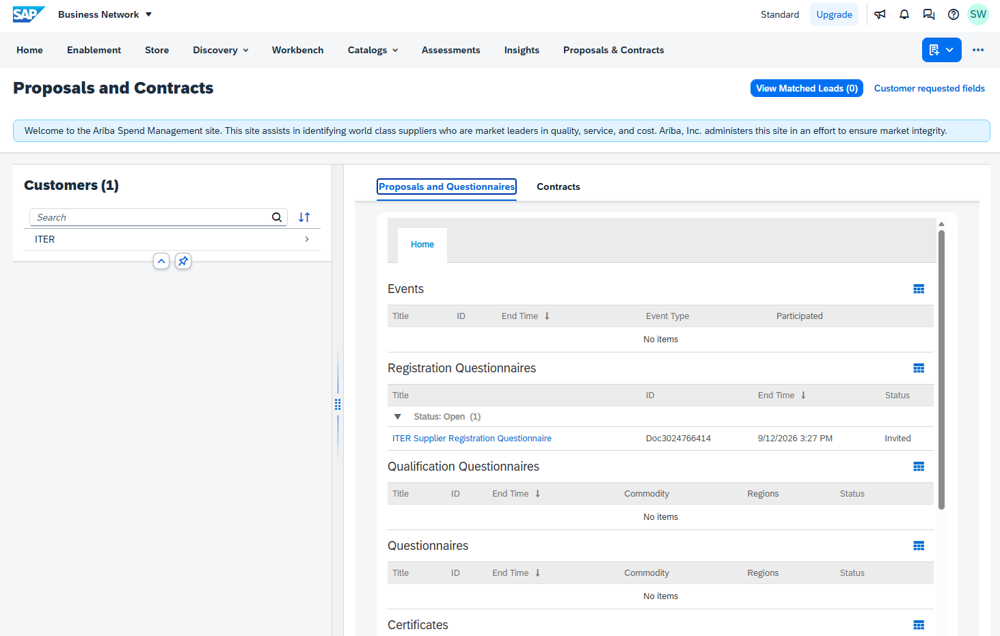 SAP Business Network Standard Upgrade SW
Home Enablement Store Discovery Workbench Catalogs Assessments Insights Proposals & Contracts
Proposals and Contracts View Matched Leads (0) Customer requested fields
Welcome to the Ariba Spend Management site. This site assists in identifying world class suppliers who are market leaders in quality, service, and cost. Ariba, Inc. administers this site in an effort to ensure market integrity.
Customers (1)
Search
ITER
Proposals and Questionnaires Contracts
Home
Events
Title ID End Time Event Type Participated
No items
Registration Questionnaires
Title ID End Time Status
Status: Open (1)
ITER Supplier Registration Questionnaire Doc3024766414 9/12/2026 3:27 PM Invited
Qualification Questionnaires
Title ID End Time Commodity Regions Status
No items
Questionnaires
Title ID End Time Commodity Regions Status
No items
Certificates